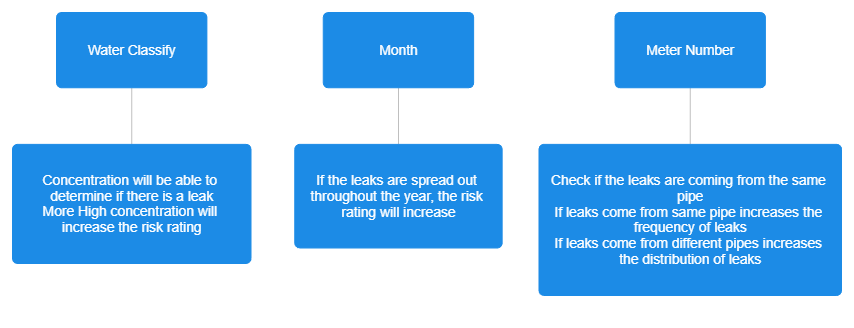 Water Classify
Month
Meter Number
Concentration will be able to
determine if there is a leak
More High concentration will
increase the risk rating
If the leaks are spread out
throughout the year, the risk
rating will increase
Check if the leaks are coming from the same
pipe
If leaks come from same pipe increases the
frequency of leaks
If leaks come from different pipes increases
the distribution of leaks